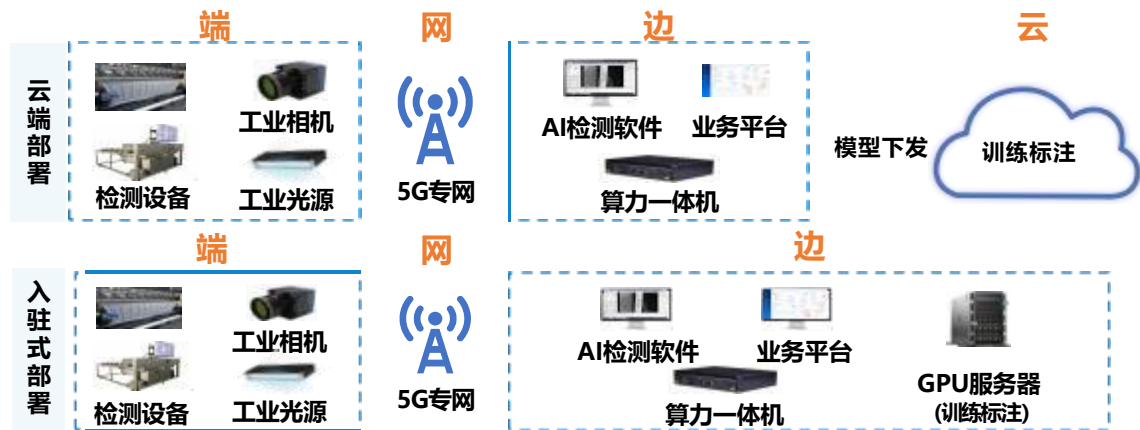 端
网
边
云
云端部署
工业相机
检测设备
工业光源
5G专网
AI检测软件
业务平台
算力一体机
模型下发
训练标注
端
网
边
入驻式部署
工业相机
检测设备
工业光源
5G专网
AI检测软件
业务平台
算力一体机
GPU服务器
(训练标注)